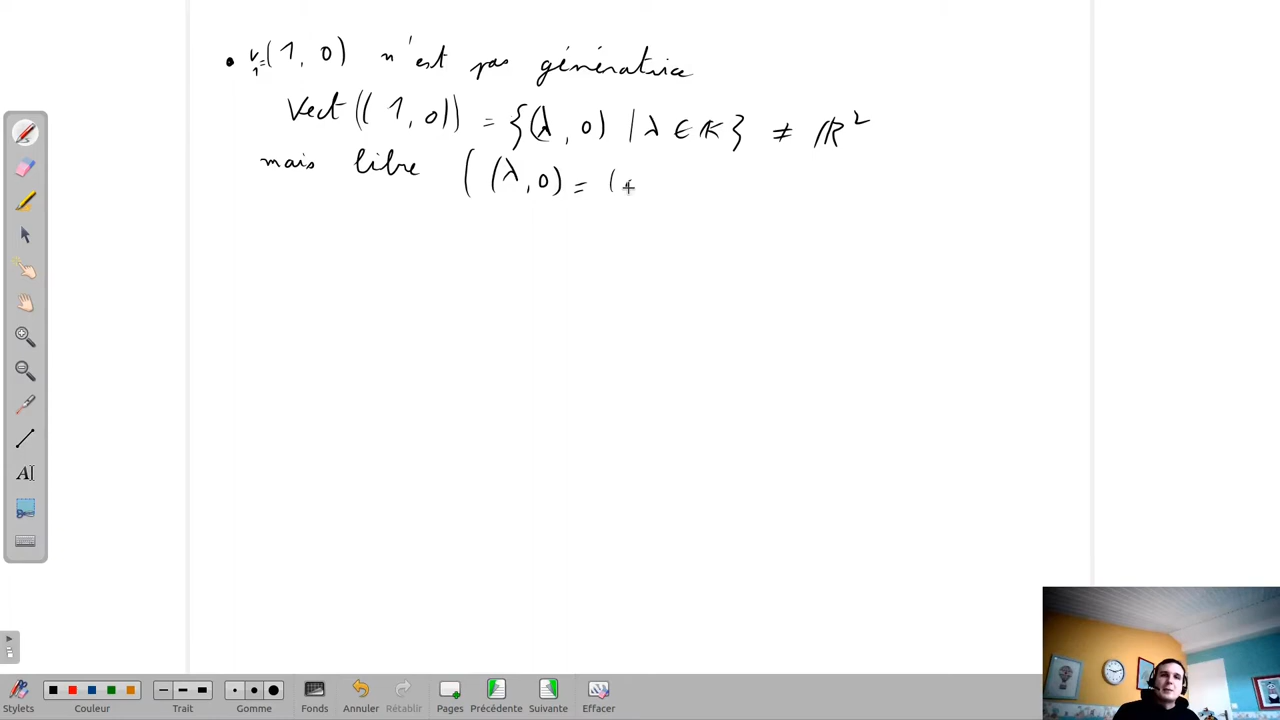 • v₁=(1, 0) n'est pas génératrice
Vect((1, 0)) = {(λ, 0) | λ ∈ K} ≠ ℝ²
mais libre ( (λ, 0) = (
AI
Stylets
Couleur
Trait
Gomme
Fonds
Annuler
Rétablir
Pages
Précédente
Suivante
Effacer